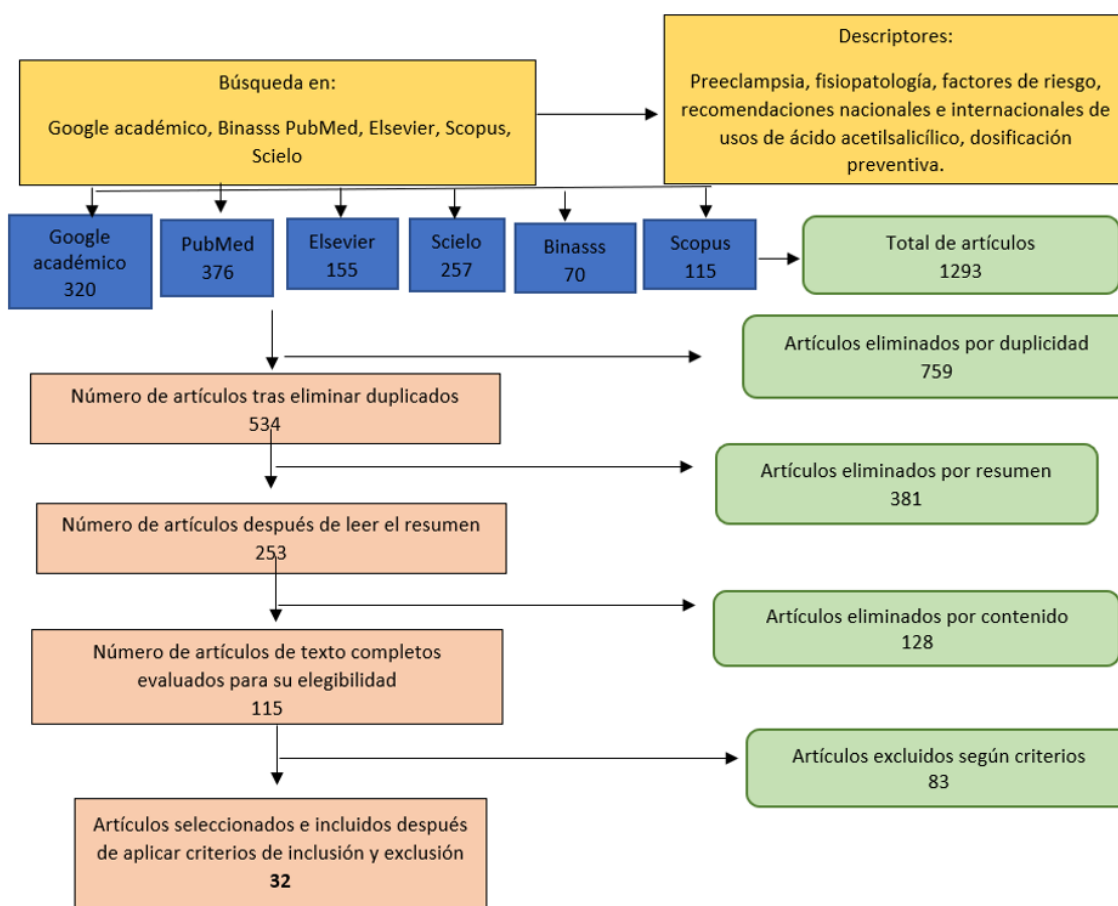 Búsqueda en:
Google académico, Binasss PubMed, Elsevier, Scopus,
Scielo
Descriptores:
Preeclampsia, fisiopatología, factores de riesgo,
recomendaciones nacionales e internacionales de
usos de ácido acetilsalicílico, dosificación
preventiva.
Google
académico
320
PubMed
376
Elsevier
155
Scielo
257
Binasss
70
Scopus
115
Total de artículos
1293
Artículos eliminados por duplicidad
759
Número de artículos tras eliminar duplicados
534
Artículos eliminados por resumen
381
Número de artículos después de leer el resumen
253
Artículos eliminados por contenido
128
Número de artículos de texto completos
evaluados para su elegibilidad
115
Artículos excluidos según criterios
83
Artículos seleccionados e incluidos después
de aplicar criterios de inclusión y exclusión
32